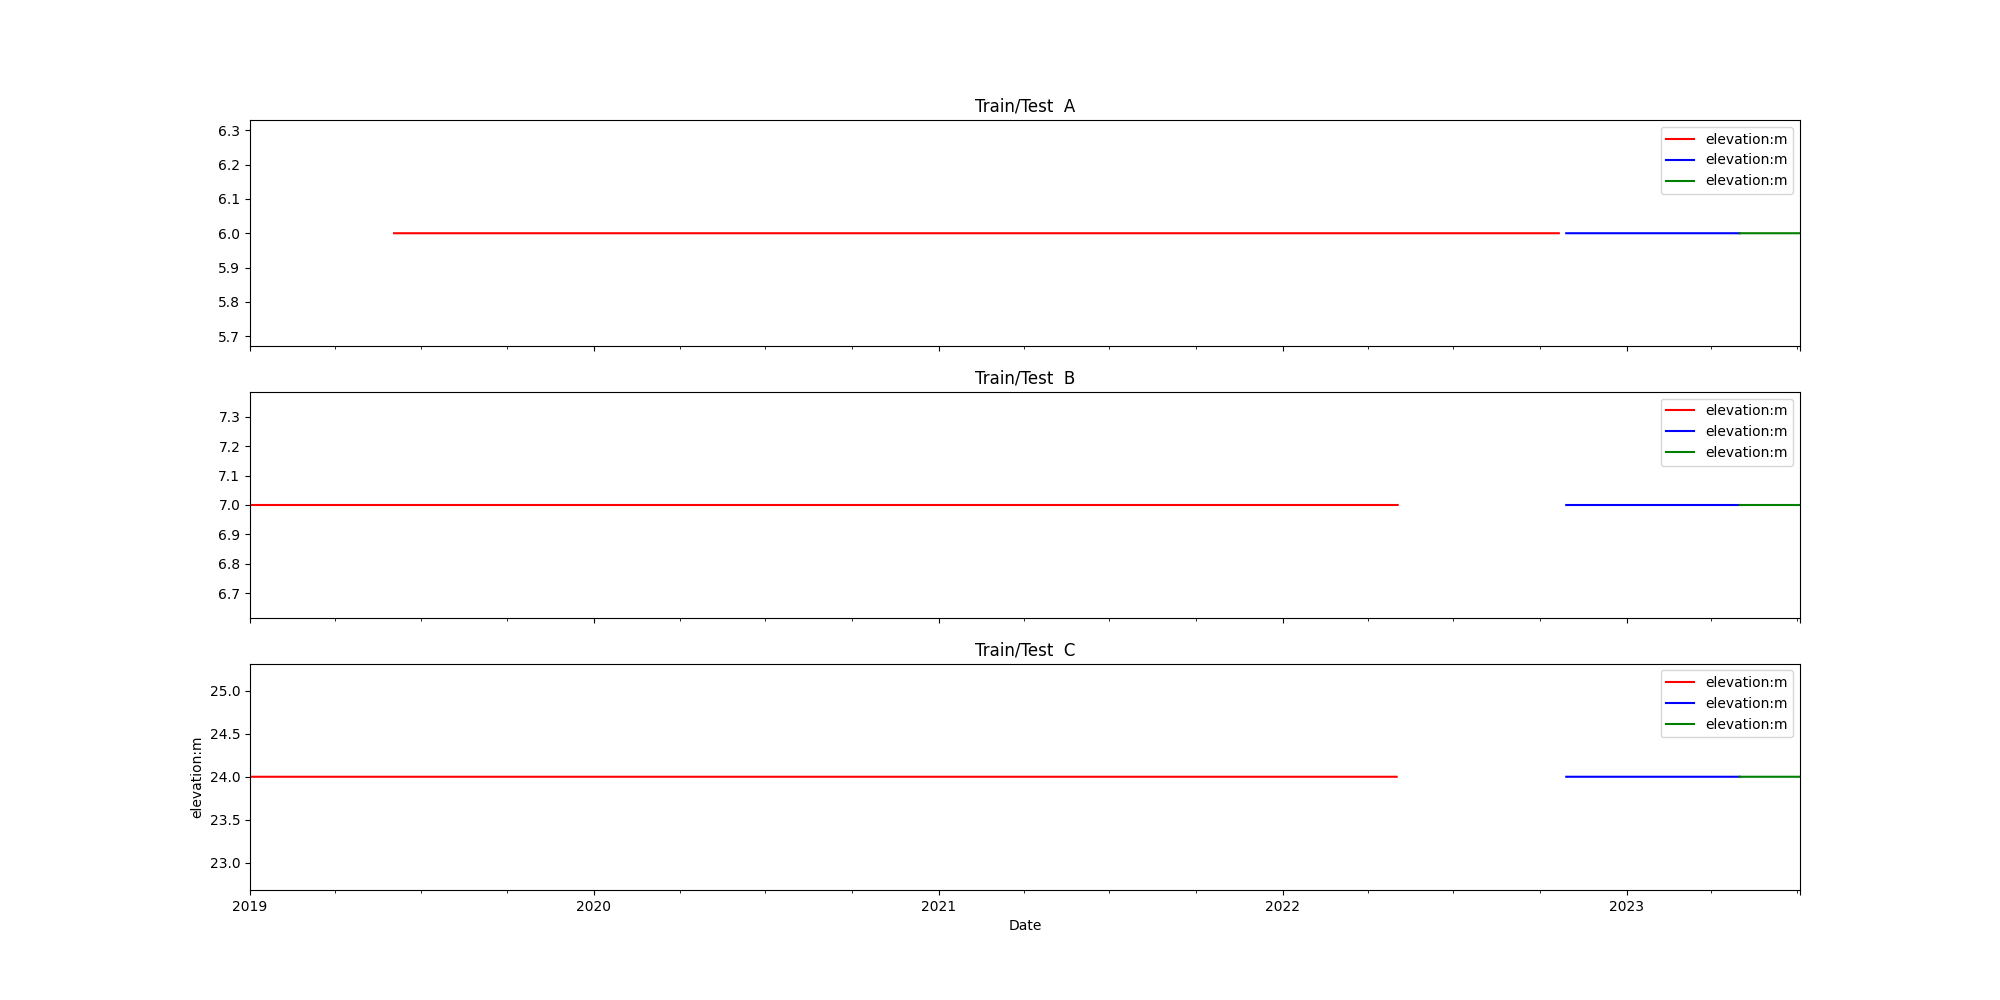 Train/Test  A
6.3
6.2
6.1
6.0
5.9
5.8
5.7
elevation:m
elevation:m
elevation:m
Train/Test  B
7.3
7.2
7.1
7.0
6.9
6.8
6.7
elevation:m
elevation:m
elevation:m
Train/Test  C
elevation:m
25.0
24.5
24.0
23.5
23.0
elevation:m
elevation:m
elevation:m
2019 2020 2021 2022 2023
Date